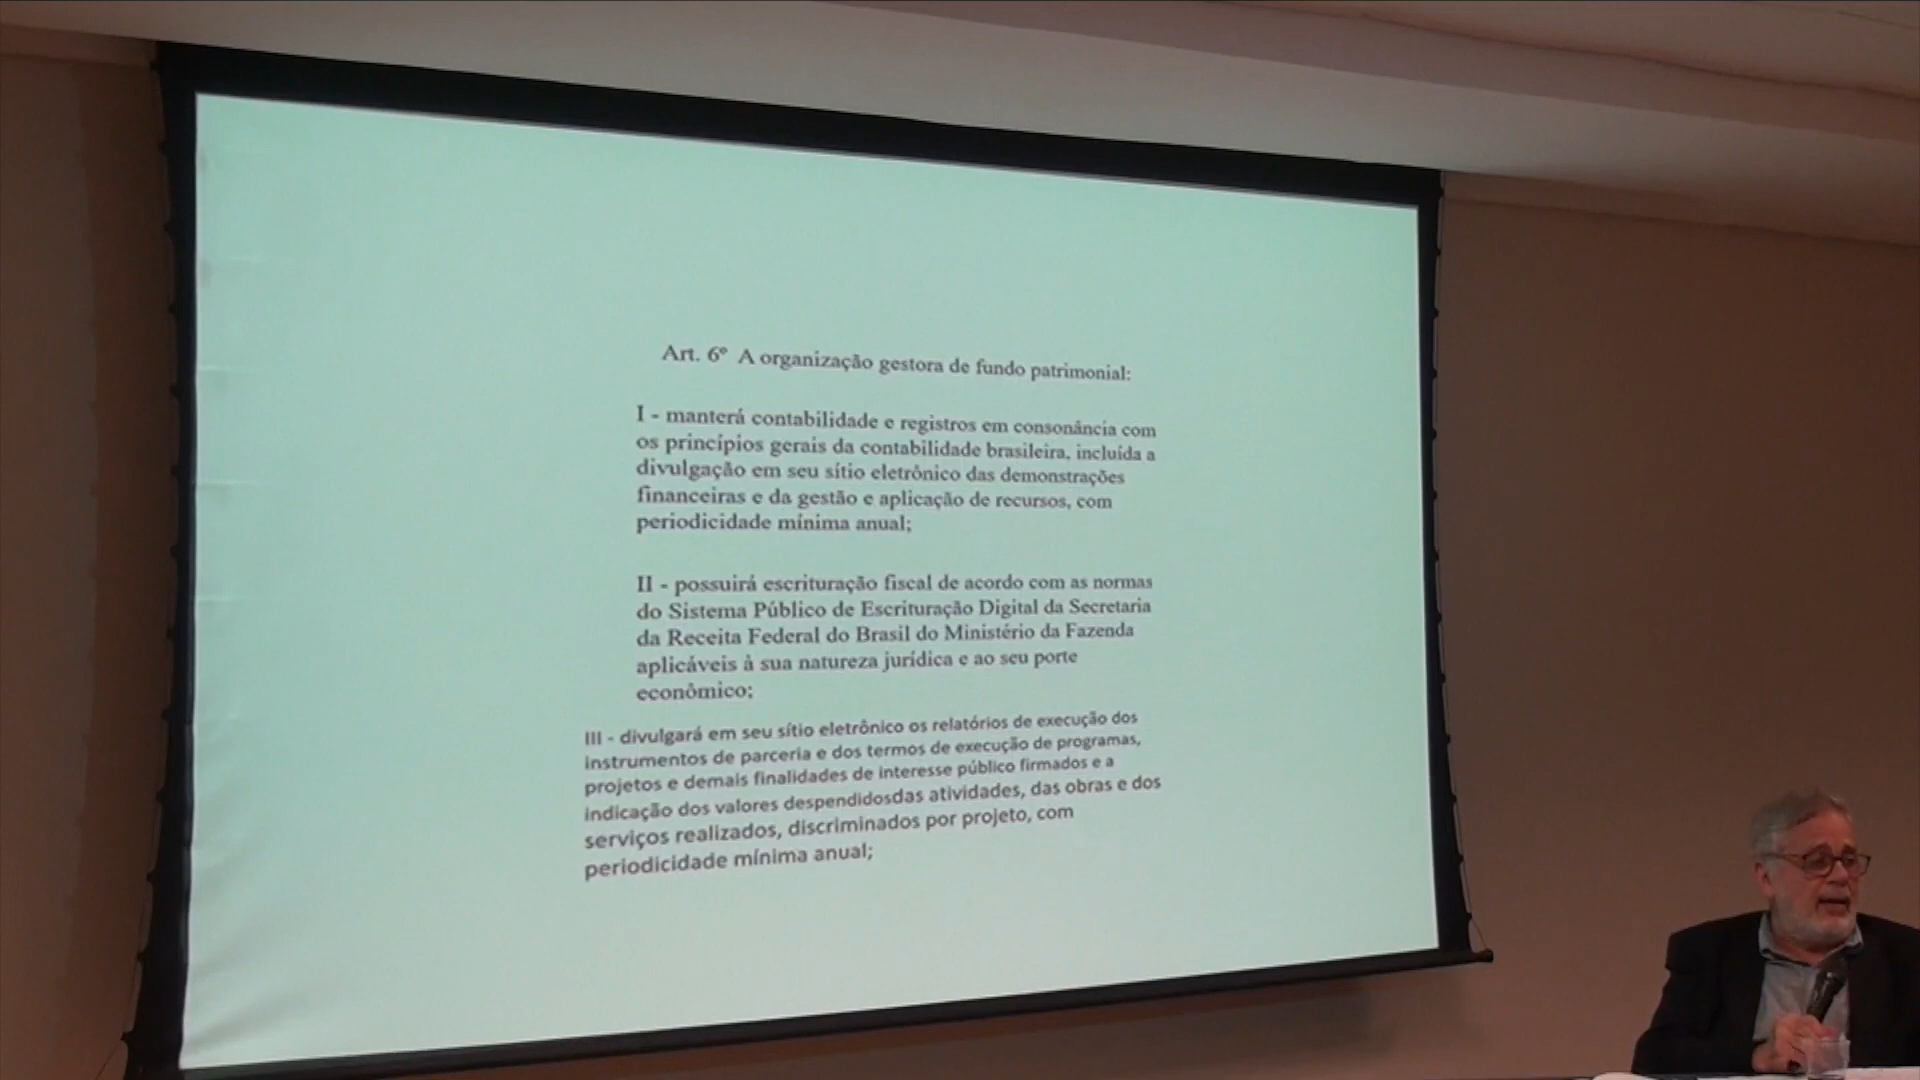 Art. 6º A organização gestora de fundo patrimonial:
I - manterá contabilidade e registros em consonância com
os princípios gerais da contabilidade brasileira, incluída a
divulgação em seu sítio eletrônico das demonstrações
financeiras e da gestão e aplicação de recursos, com
periodicidade mínima anual;
II - possuirá escrituração fiscal de acordo com as normas
do Sistema Público de Escrituração Digital da Secretaria
da Receita Federal do Brasil do Ministério da Fazenda
aplicáveis à sua natureza jurídica e ao seu porte
econômico;
III - divulgará em seu sítio eletrônico os relatórios de execução dos
instrumentos de parceria e dos termos de execução de programas,
projetos e demais finalidades de interesse público firmados e a
indicação dos valores despendidosdas atividades, das obras e dos
serviços realizados, discriminados por projeto, com
periodicidade mínima anual;